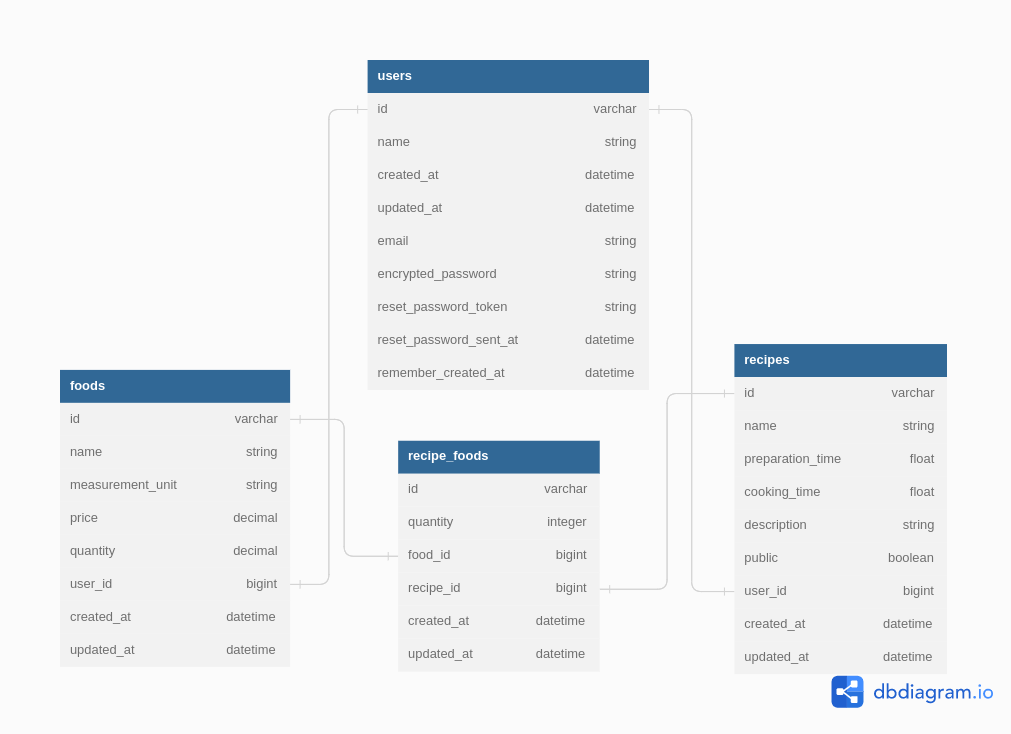 users
id varchar
name string
created_at datetime
updated_at datetime
email string
encrypted_password string
reset_password_token string
reset_password_sent_at datetime
remember_created_at datetime
foods
id varchar
name string
measurement_unit string
price decimal
quantity decimal
user_id bigint
created_at datetime
updated_at datetime
recipe_foods
id varchar
quantity integer
food_id bigint
recipe_id bigint
created_at datetime
updated_at datetime
recipes
id varchar
name string
preparation_time float
cooking_time float
description string
public boolean
user_id bigint
created_at datetime
updated_at datetime
dbdiagram.io